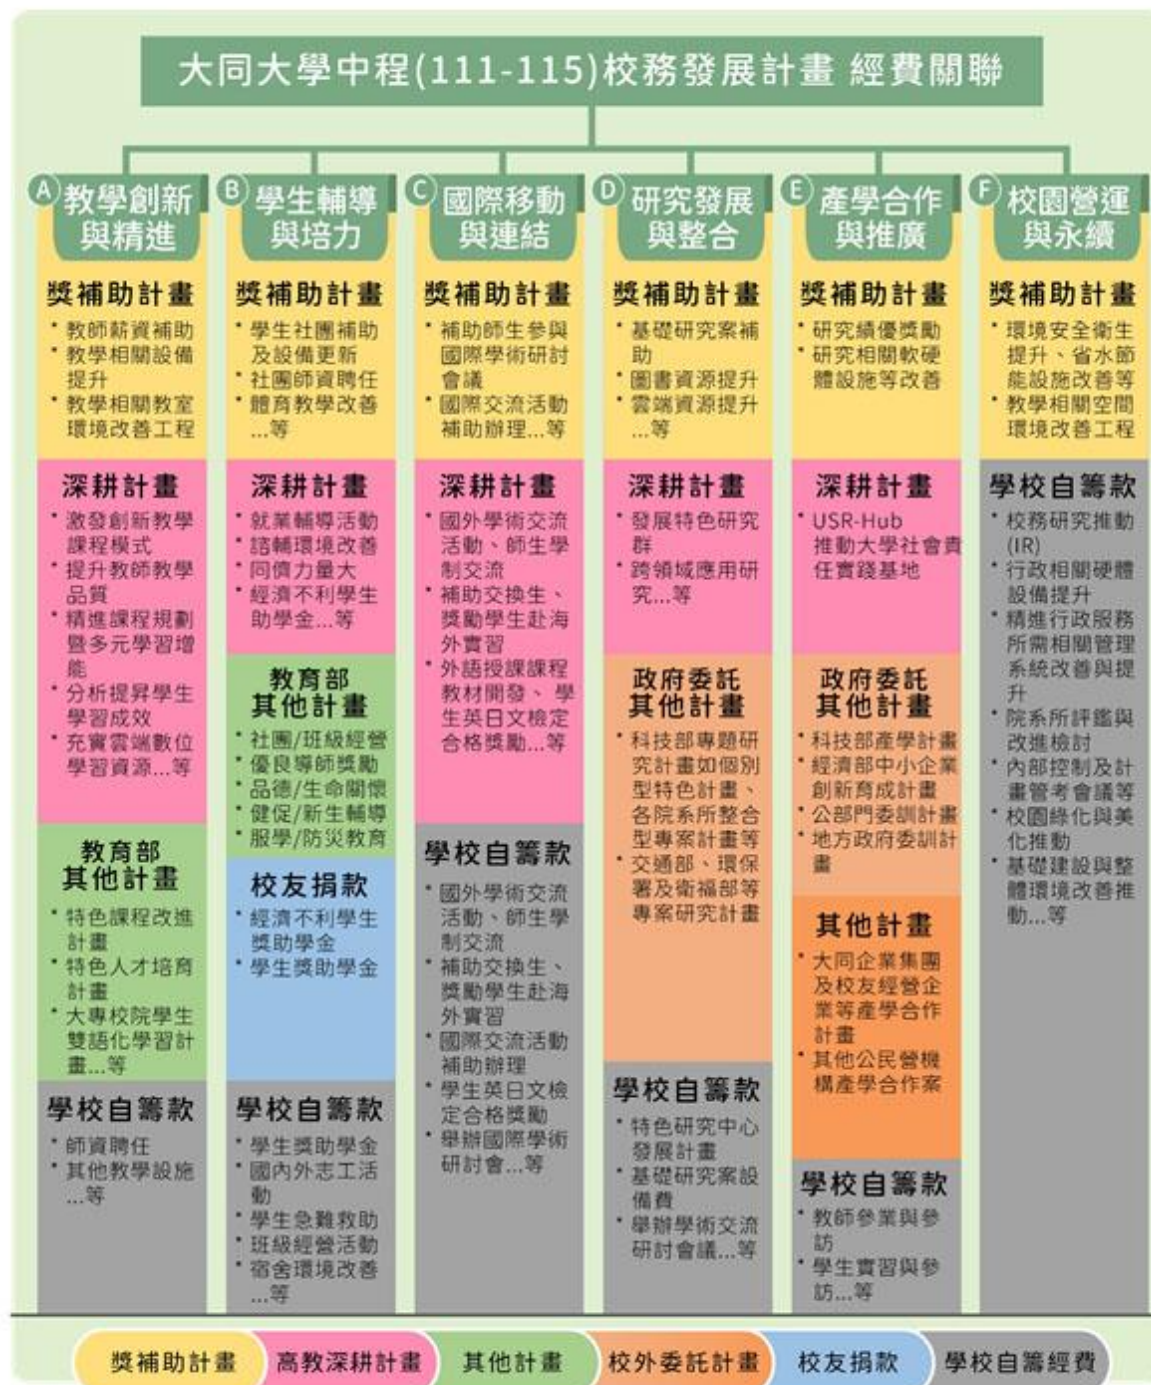 大同大學中程(111-115)校務發展計畫 經費關聯
A 教學創新
與精進
獎補助計畫
• 教師薪資補助
• 教學相關設備
提升
• 教學相關教室
環境改善工程
深耕計畫
• 激發創新教學
課程模式
• 提升教師教學
品質
• 精進課程規劃
暨多元學習增
能
• 分析提昇學生
學習成效
• 充實雲端數位
學習資源...等
教育部
其他計畫
• 特色課程改進
計畫
• 特色人才培育
計畫
• 大專校院學生
雙語化學習計
畫...等
學校自籌款
• 師資聘任
• 其他教學設施
...等
B 學生輔導
與培力
獎補助計畫
• 學生社團補助
及設備更新
• 社團師資聘任
• 體育教學改善
...等
深耕計畫
• 就業輔導活動
• 諮輔環境改善
• 同儕力量大
• 經濟不利學生
助學金...等
教育部
其他計畫
• 社團/班級經營
• 優良導師獎勵
• 品德/生命關懷
• 健促/新生輔導
• 服學/防災教育
校友捐款
• 經濟不利學生
獎助學金
• 學生獎助學金
學校自籌款
• 學生獎助學金
• 國內外志工活
動
• 學生急難救助
• 班級經營活動
• 宿舍環境改善
...等
C 國際移動
與連結
獎補助計畫
• 補助師生參與
國際學術研討
會議
• 國際交流活動
補助辦理...等
深耕計畫
• 國外學術交流
活動、師生學
制交流
• 補助交換生、
獎勵學生赴海
外實習
• 外語授課課程
教材開發、 學
生英日文檢定
合格獎勵...等
學校自籌款
• 國外學術交流
活動、師生學
制交流
• 補助交換生、
獎勵學生赴海
外實習
• 國際交流活動
補助辦理
• 學生英日文檢
定合格獎勵
• 舉辦國際學術
研討會...等
D 研究發展
與整合
獎補助計畫
• 基礎研究案補
助
• 圖書資源提升
• 雲端資源提升
...等
深耕計畫
• 發展特色研究
群
• 跨領域應用研
究...等
政府委託
其他計畫
• 科技部專題研
究計畫如個別
型特色計畫、
各院系所整合
型專案計畫等
• 交通部、環保
署及衛福部等
專案研究計畫
學校自籌款
• 特色研究中心
發展計畫
• 基礎研究案設
備費
• 舉辦學術交流
研討會議...等
E 產學合作
與推廣
獎補助計畫
• 研究績優獎勵
• 研究相關軟硬
體設施等改善
深耕計畫
• USR-Hub
推動大學社會責
任實踐基地
政府委託
其他計畫
• 科技部產學計畫
• 經濟部中小企業
創新育成計畫
• 公部門委訓計畫
• 地方政府委訓計
畫
其他計畫
• 大同企業集團
及校友經營企
業等產學合作
計畫
• 其他公民營機
構產學合作案
學校自籌款
• 教師參業與參
訪
• 學生實習與參
訪...等
F 校園營運
與永續
獎補助計畫
• 環境安全衛生
提升、省水節
能設施改善等
• 教學相關空間
環境改善工程
學校自籌款
• 校務研究推動
(IR)
• 行政相關硬體
設備提升
• 精進行政服務
所需相關管理
系統改善與提
升
• 院系所評鑑與
改進檢討
• 內部控制及計
畫管考會議等
• 校園綠化與美
化推動
• 基礎建設與整
體環境改善推
動...等
獎補助計畫
高教深耕計畫
其他計畫
校外委託計畫
校友捐款
學校自籌經費